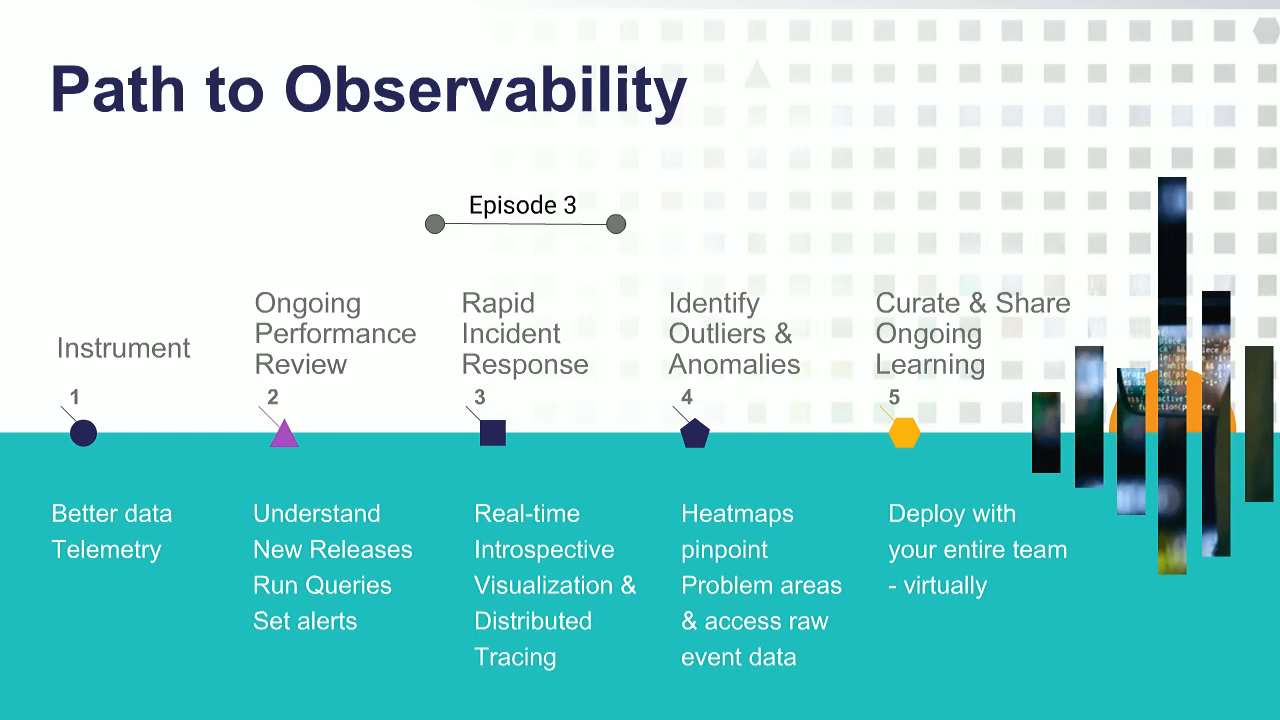 Path to Observability
Episode 3
Instrument
1
Ongoing
Performance
Review
2
Rapid
Incident
Response
3
Identify
Outliers &
Anomalies
4
Curate & Share
Ongoing
Learning
5
Better data
Telemetry
Understand
New Releases
Run Queries
Set alerts
Real-time
Introspective
Visualization &
Distributed
Tracing
Heatmaps
pinpoint
Problem areas
& access raw
event data
Deploy with
your entire team
- virtually